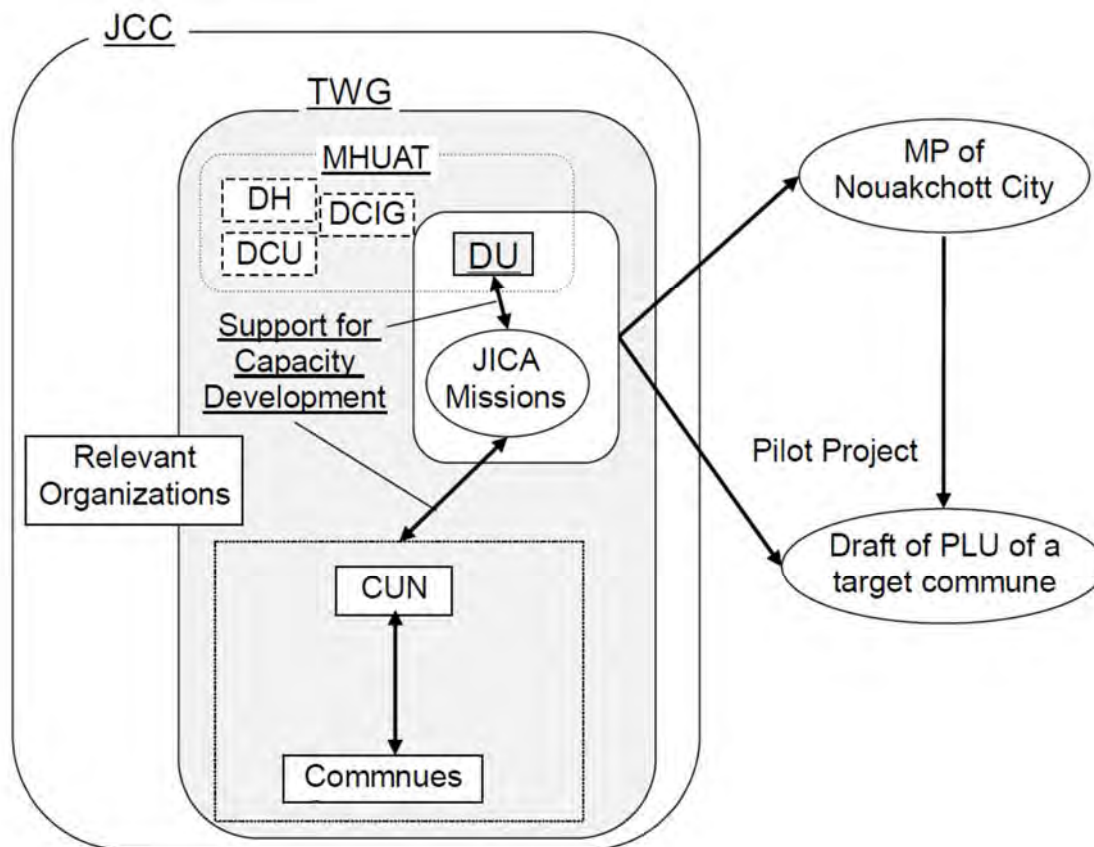 JCC
TWG
MHUAT
DH
DCIG
DCU
DU
Support for
Capacity
Development
JICA
Missions
Relevant
Organizations
CUN
Commnues
MP of
Nouakchott City
Pilot Project
Draft of PLU of a
target commune